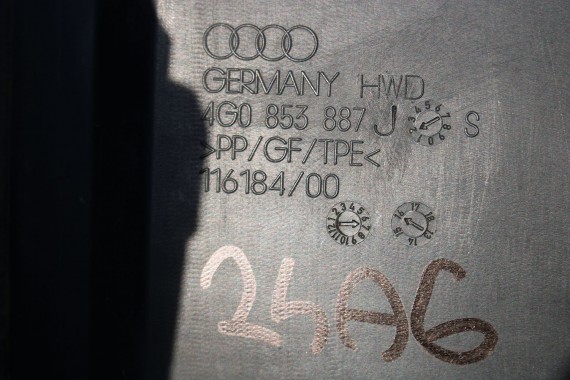 GERMANY HWD
4G0 853 887 J S
>PP/GF/TPE<
116184/00
24A6